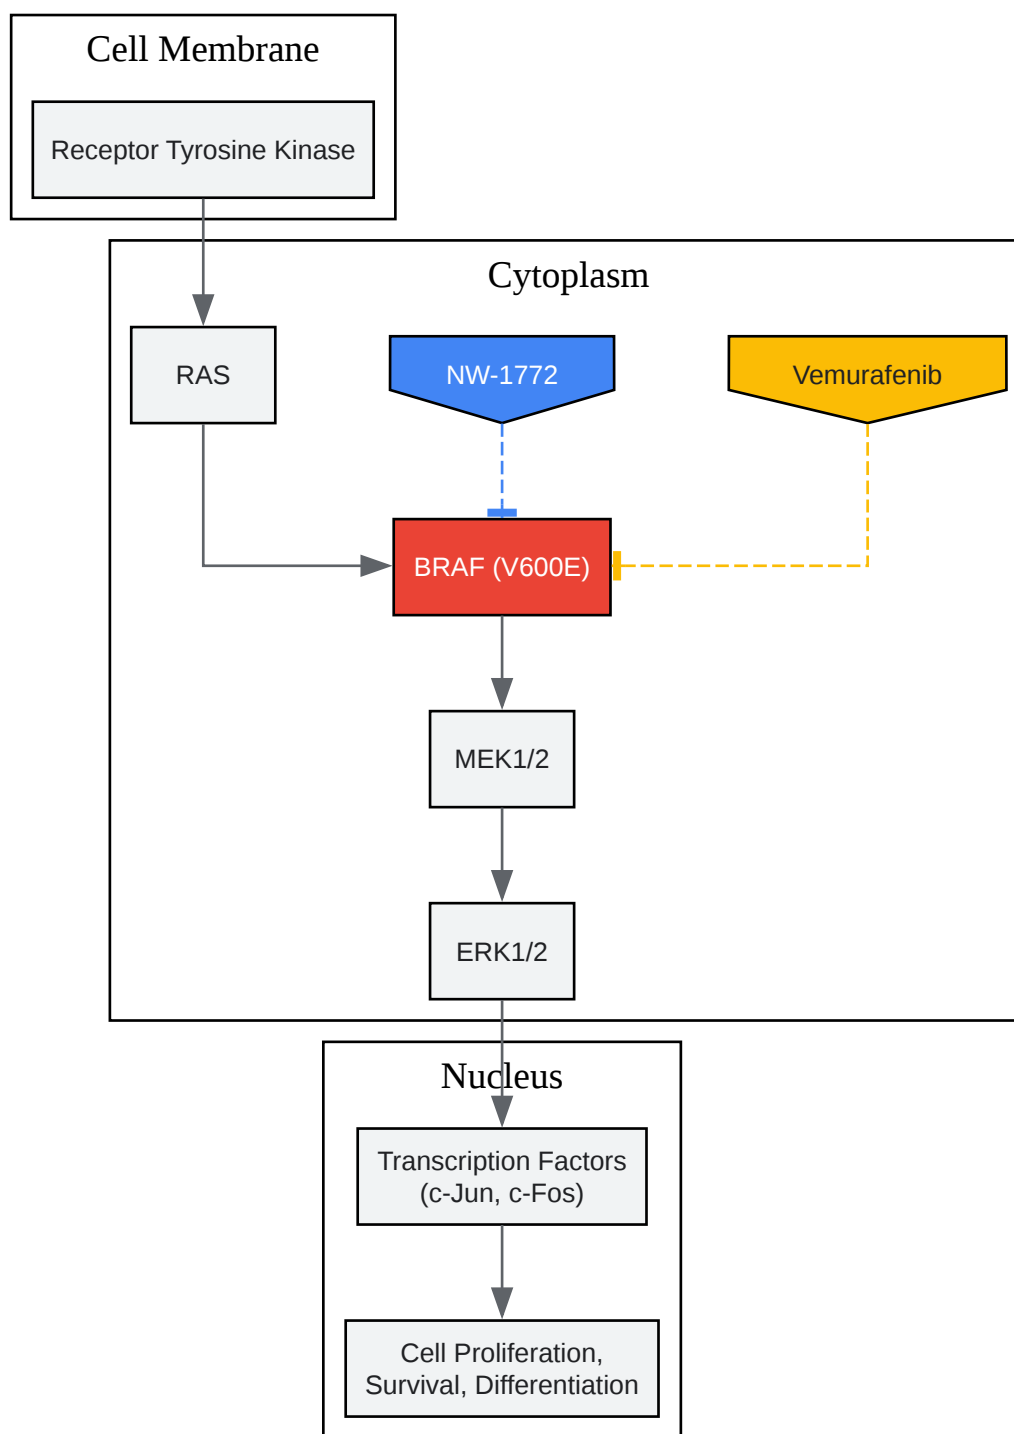 Cell Membrane
Receptor Tyrosine Kinase
Cytoplasm
RAS
NW-1772
Vemurafenib
BRAF (V600E)
MEK1/2
ERK1/2
Nucleus
Transcription Factors
(c-Jun, c-Fos)
Cell Proliferation,
Survival, Differentiation